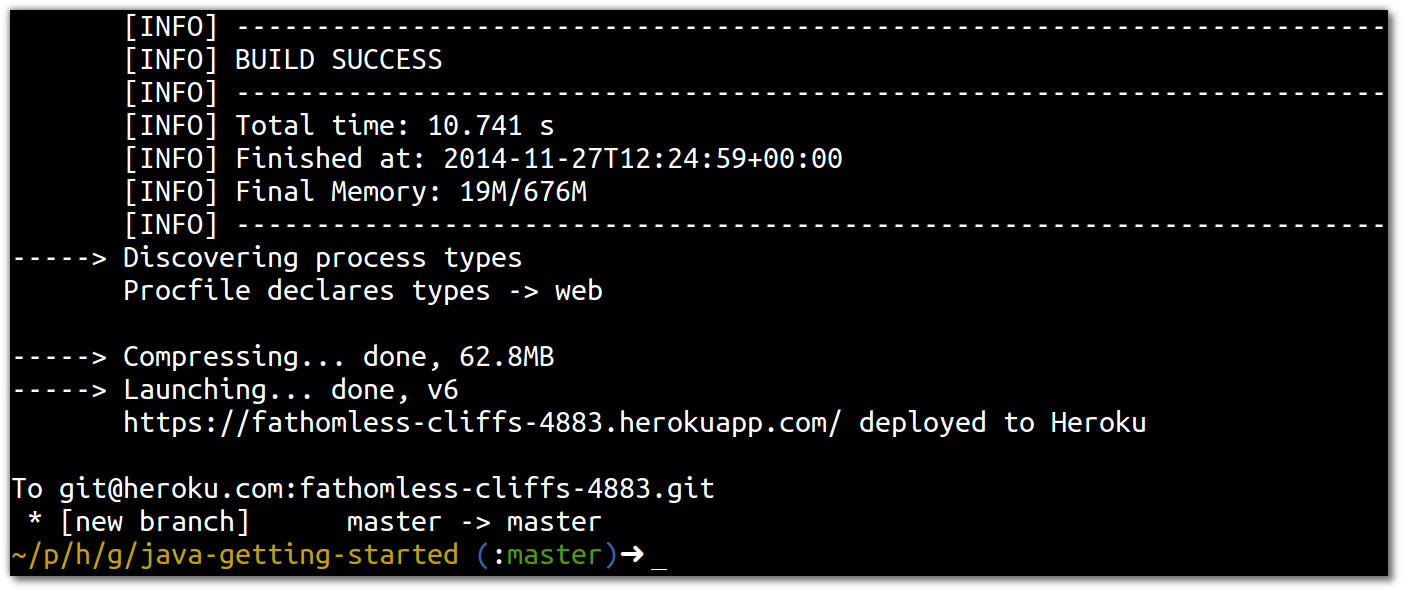 [INFO] ------------------------------------------------------------------------
[INFO] BUILD SUCCESS
[INFO] ------------------------------------------------------------------------
[INFO] Total time: 10.741 s
[INFO] Finished at: 2014-11-27T12:24:59+00:00
[INFO] Final Memory: 19M/676M
[INFO] ------------------------------------------------------------------------
-----> Discovering process types
Procfile declares types -> web
-----> Compressing... done, 62.8MB
-----> Launching... done, v6
https://fathomless-cliffs-4883.herokuapp.com/ deployed to Heroku
To git@heroku.com:fathomless-cliffs-4883.git
* [new branch]      master -> master
~/p/h/g/java-getting-started (:master)➜ _